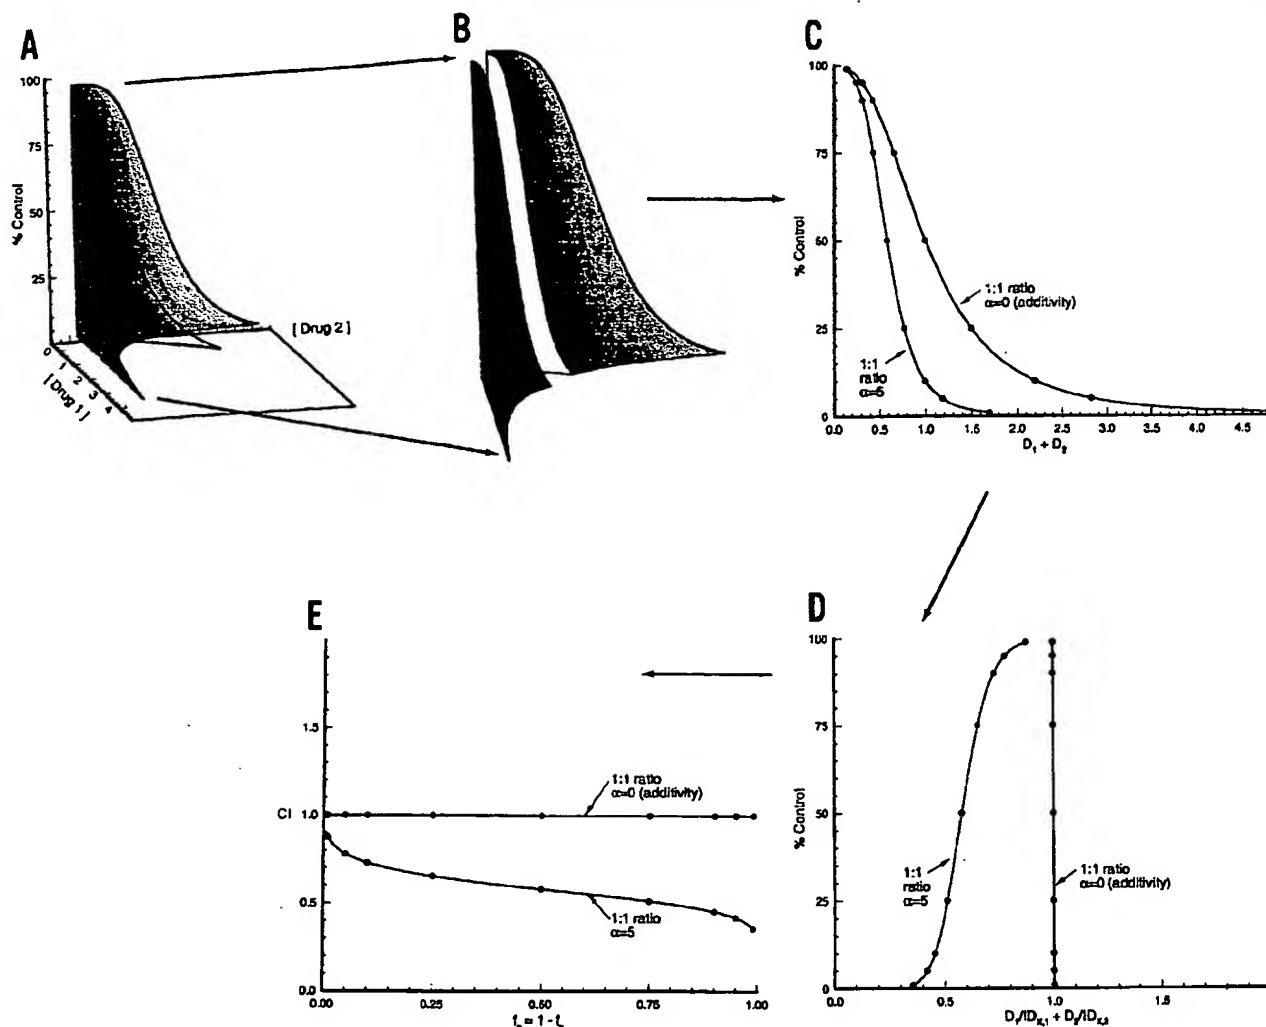 A
100
75
50
25
% Control
0
1
2
3
4
[ Drug 1 ]
[ Drug 2 ]
B
C
100
75
50
25
0
% Control
1:1 ratio
α=0 (additivity)
1:1
ratio
α=5
0.0
0.5
1.0
1.5
2.0
2.5
3.0
3.5
4.0
4.5
D₁ + D₂
E
1.5
CI
1.0
0.5
0.0
1:1 ratio
α=0 (additivity)
1:1 ratio
α=5
0.00
0.25
0.50
0.75
1.00
D
100
75
50
25
0
% Control
1:1
ratio
α=5
1:1 ratio
α=0 (additivity)
0.5
1.0